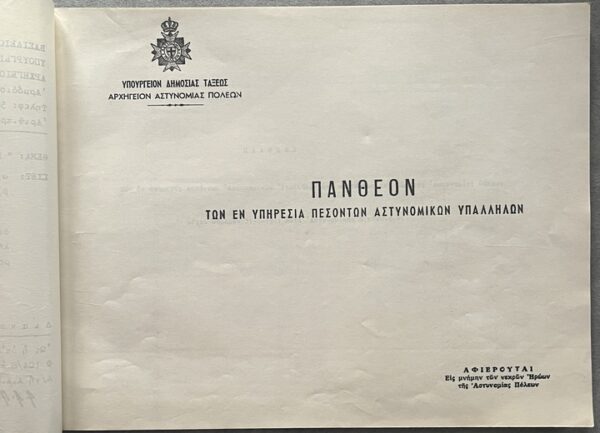 ΥΠΟΥΡΓΕΙΟΝ ΔΗΜΟΣΙΑΣ ΤΑΞΕΩΣ
ΑΡΧΗΓΕΙΟΝ ΑΣΤΥΝΟΜΙΑΣ ΠΟΛΕΩΝ
ΠΑΝΘΕΟΝ
ΤΩΝ ΕΝ ΥΠΗΡΕΣΙΑ ΠΕΣΟΝΤΩΝ ΑΣΤΥΝΟΜΙΚΩΝ ΥΠΑΛΛΗΛΩΝ
ΑΦΙΕΡΟΥΤΑΙ
Εἰς μνήμην τῶν νεκρῶν Ἡρώων
τῆς Ἀστυνομίας Πόλεων